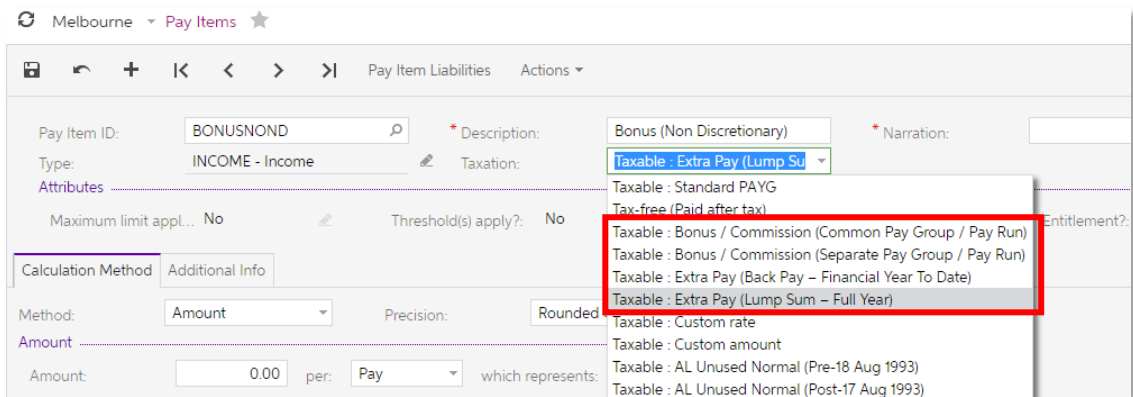 Melbourne Pay Items
Pay Item Liabilities Actions
Pay Item ID: BONUSNOND * Description: Bonus (Non Discretionary) * Narration:
Type: INCOME - Income Taxation: Taxable : Extra Pay (Lump Su
Attributes
Taxable : Standard PAYG
Tax-free (Paid after tax)
Maximum limit appl... No Threshold(s) apply?: No Entitlement?:
Taxable : Bonus / Commission (Common Pay Group / Pay Run)
Taxable : Bonus / Commission (Separate Pay Group / Pay Run)
Calculation Method Additional Info
Taxable : Extra Pay (Back Pay – Financial Year To Date)
Taxable : Extra Pay (Lump Sum – Full Year)
Method: Amount Precision: Rounded
Taxable : Custom rate
Amount
Taxable : Custom amount
Amount: 0.00 per: Pay which represents:
Taxable : AL Unused Normal (Pre-18 Aug 1993)
Taxable : AL Unused Normal (Post-17 Aug 1993)